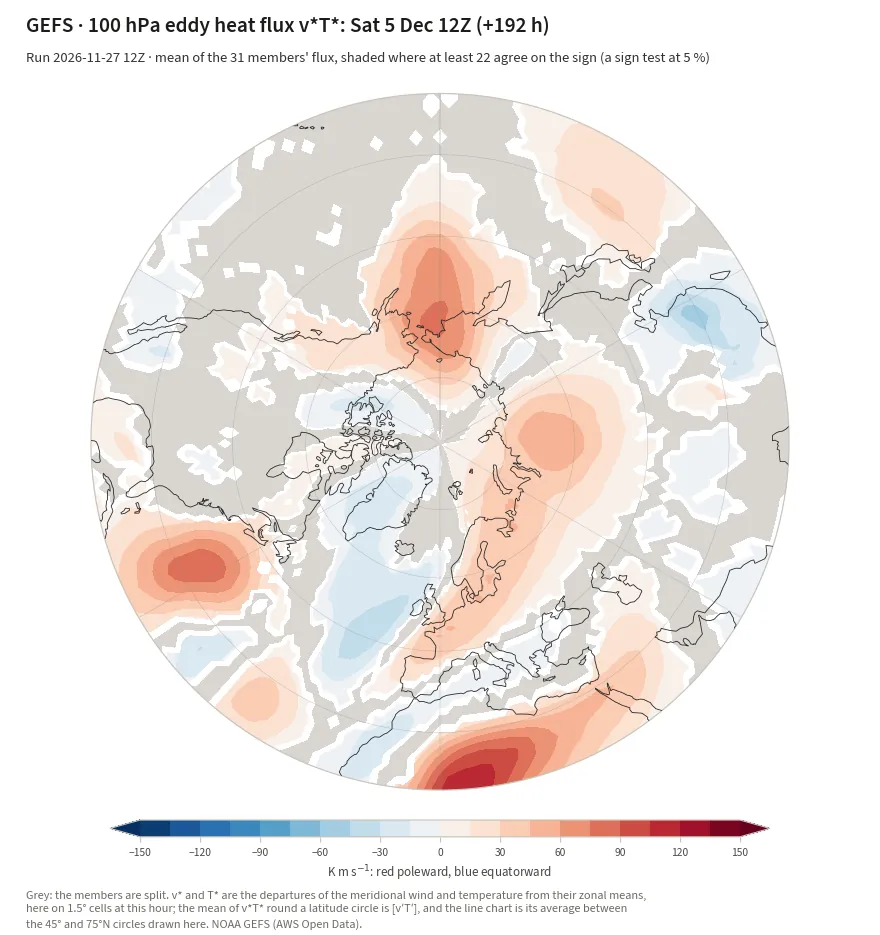 GEFS · 100 hPa eddy heat flux v*T*: Sat 5 Dec 12Z (+192 h)
Run 2026-11-27 12Z · mean of the 31 members' flux, shaded where at least 22 agree on the sign (a sign test at 5 %)
−150 −120 −90 −60 −30 0 30 60 90 120 150
K m s⁻¹: red poleward, blue equatorward
Grey: the members are split. v* and T* are the departures of the meridional wind and temperature from their zonal means,
here on 1.5° cells at this hour; the mean of v*T* round a latitude circle is [v'T'], and the line chart is its average between
the 45° and 75°N circles drawn here. NOAA GEFS (AWS Open Data).